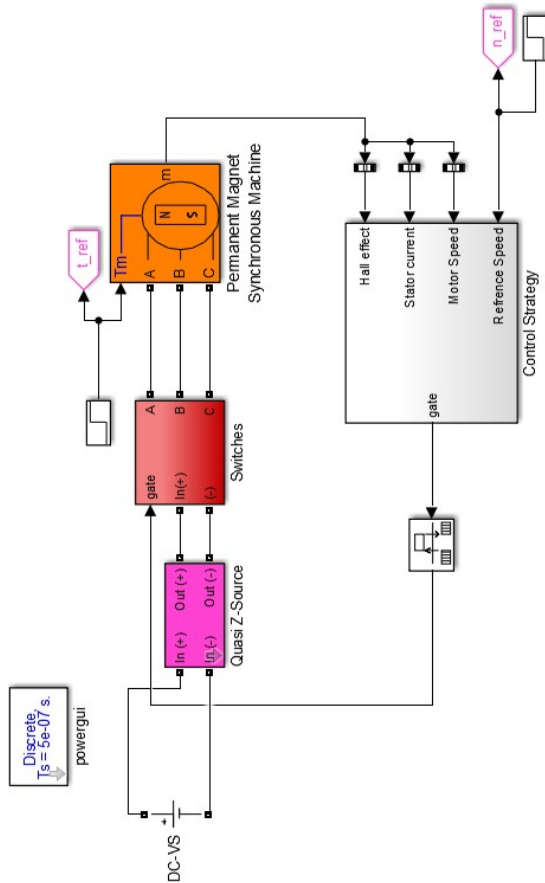 Discrete,
Ts = 5e-07 s.
powergui
DC-VS
+
In (+)
In (-)
Out (+)
Out (-)
Quasi Z-Source
gate
In(+)
(-)
A
B
C
Switches
t_ref
Tm
A
B
C
m
N
S
Permanent Magnet
Synchronous Machine
Hall effect
Stator current
Motor Speed
Refrence Speed
gate
Control Strategy
n_ref